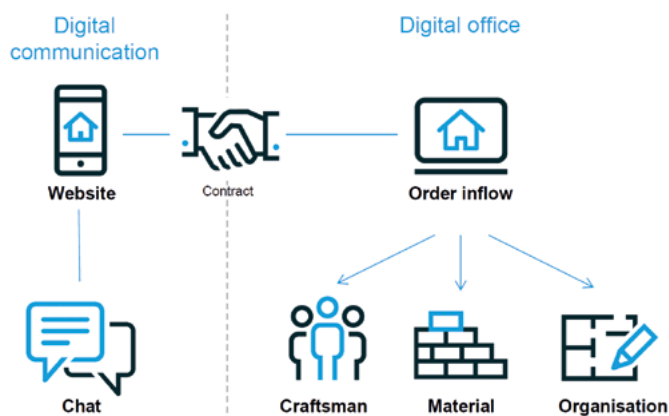 Digital
communication
Digital office
Website
Contract
Order inflow
Chat
Craftsman
Material
Organisation